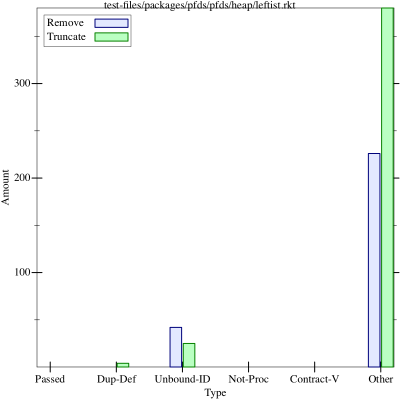 test-files/packages/pfds/pfds/heap/leftist.rkt
Remove
Truncate
300
200
100
Amount
Passed Dup-Def Unbound-ID Not-Proc Contract-V Other
Type